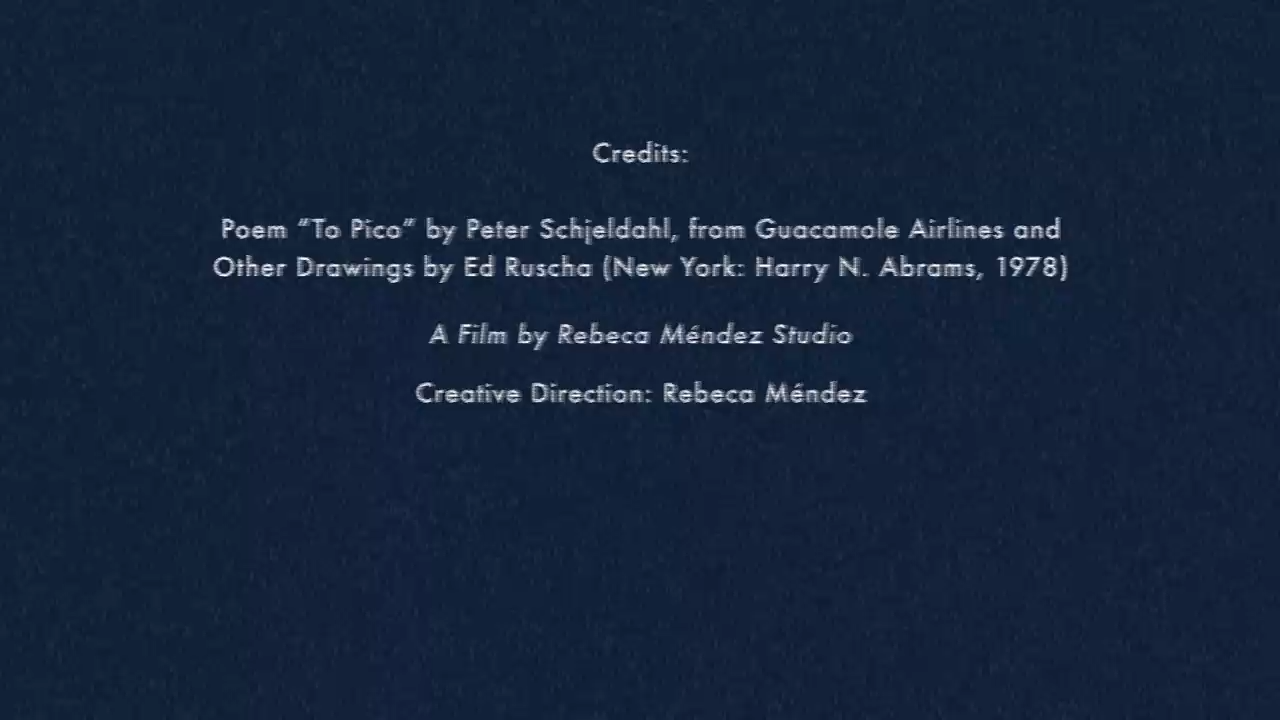 Credits:
Poem “To Pico” by Peter Schjeldahl, from Guacamole Airlines and
Other Drawings by Ed Ruscha (New York: Harry N. Abrams, 1978)
A Film by Rebeca Méndez Studio
Creative Direction: Rebeca Méndez